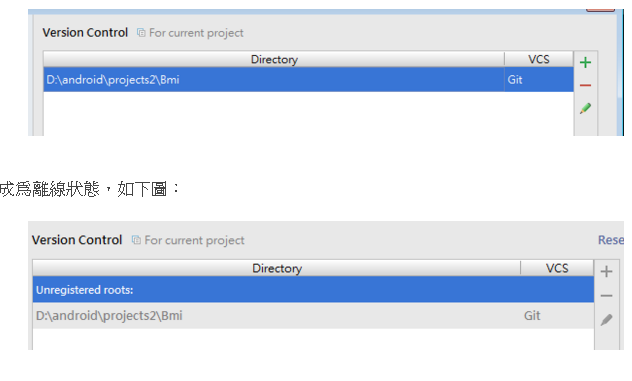 Version Control For current project
Directory VCS
D:\android\projects2\Bmi Git
成為離線狀態，如下圖：
Version Control For current project Rese
Directory VCS
Unregistered roots:
D:\android\projects2\Bmi Git